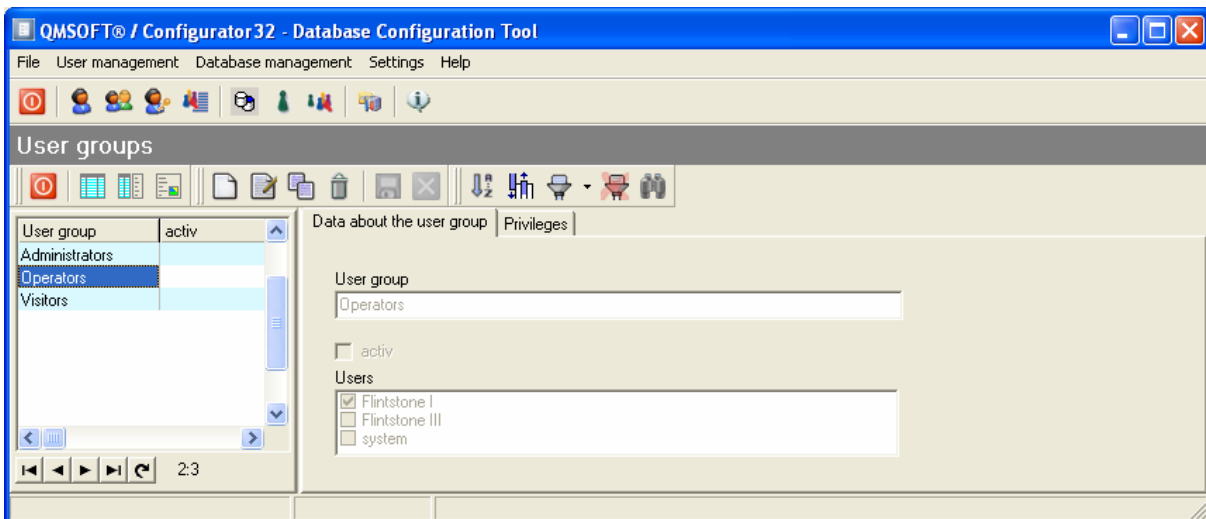 QMSOFT® / Configurator32 - Database Configuration Tool
File User management Database management Settings Help
User groups
User group activ
Administrators
Operators
Visitors
2:3
Data about the user group Privileges
User group
Operators
activ
Users
Flintstone I
Flintstone III
system